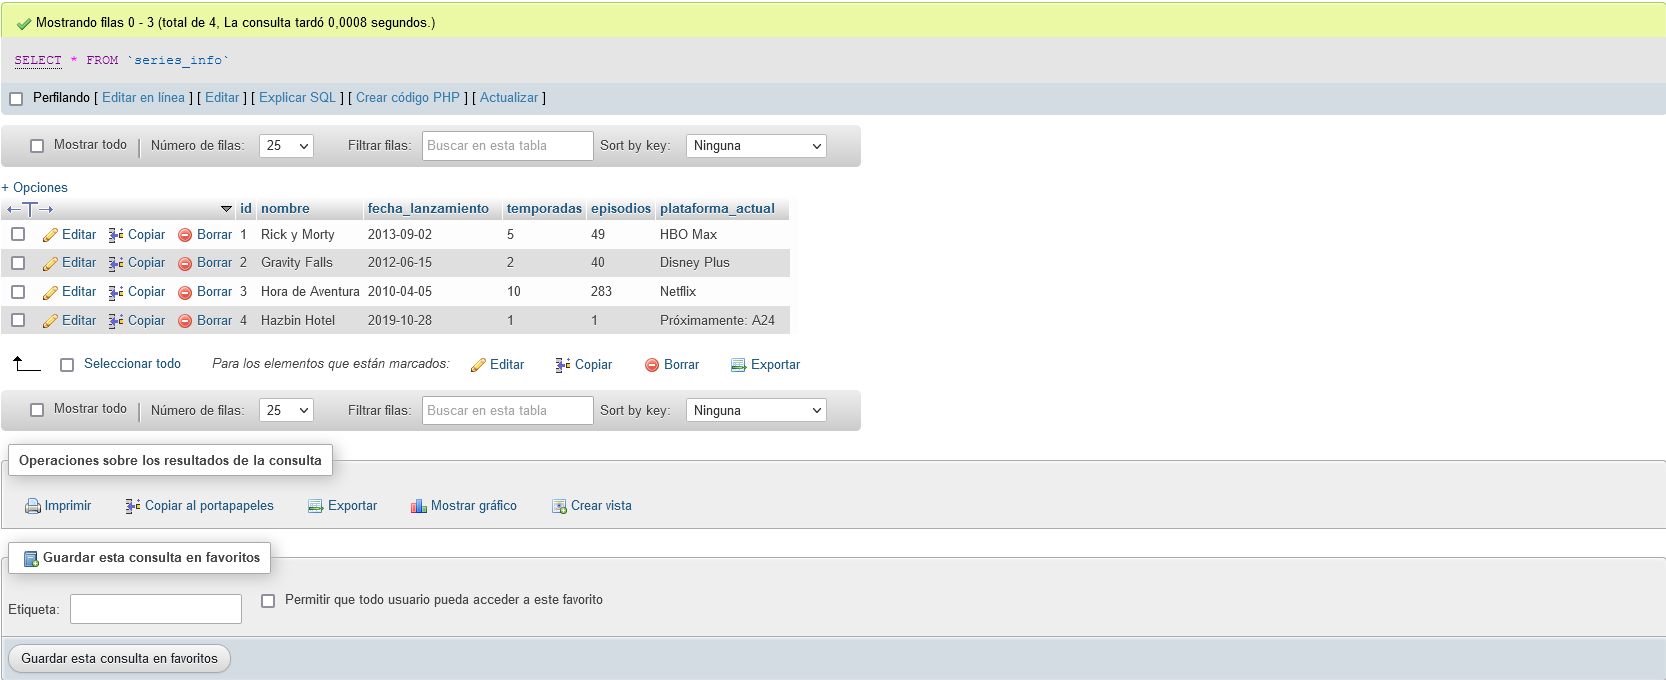 Mostrando filas 0 - 3 (total de 4, La consulta tardó 0,0008 segundos.)
SELECT * FROM `series_info`
Perfilando [ Editar en línea ] [ Editar ] [ Explicar SQL ] [ Crear código PHP ] [ Actualizar ]
Mostrar todo | Número de filas: 25 Filtrar filas: Buscar en esta tabla Sort by key: Ninguna
+ Opciones
←T→ id nombre fecha_lanzamiento temporadas episodios plataforma_actual
Editar Copiar Borrar 1 Rick y Morty 2013-09-02 5 49 HBO Max
Editar Copiar Borrar 2 Gravity Falls 2012-06-15 2 40 Disney Plus
Editar Copiar Borrar 3 Hora de Aventura 2010-04-05 10 283 Netflix
Editar Copiar Borrar 4 Hazbin Hotel 2019-10-28 1 1 Próximamente: A24
Seleccionar todo Para los elementos que están marcados: Editar Copiar Borrar Exportar
Mostrar todo | Número de filas: 25 Filtrar filas: Buscar en esta tabla Sort by key: Ninguna
Operaciones sobre los resultados de la consulta
Imprimir Copiar al portapapeles Exportar Mostrar gráfico Crear vista
Guardar esta consulta en favoritos
Etiqueta: Permitir que todo usuario pueda acceder a este favorito
Guardar esta consulta en favoritos